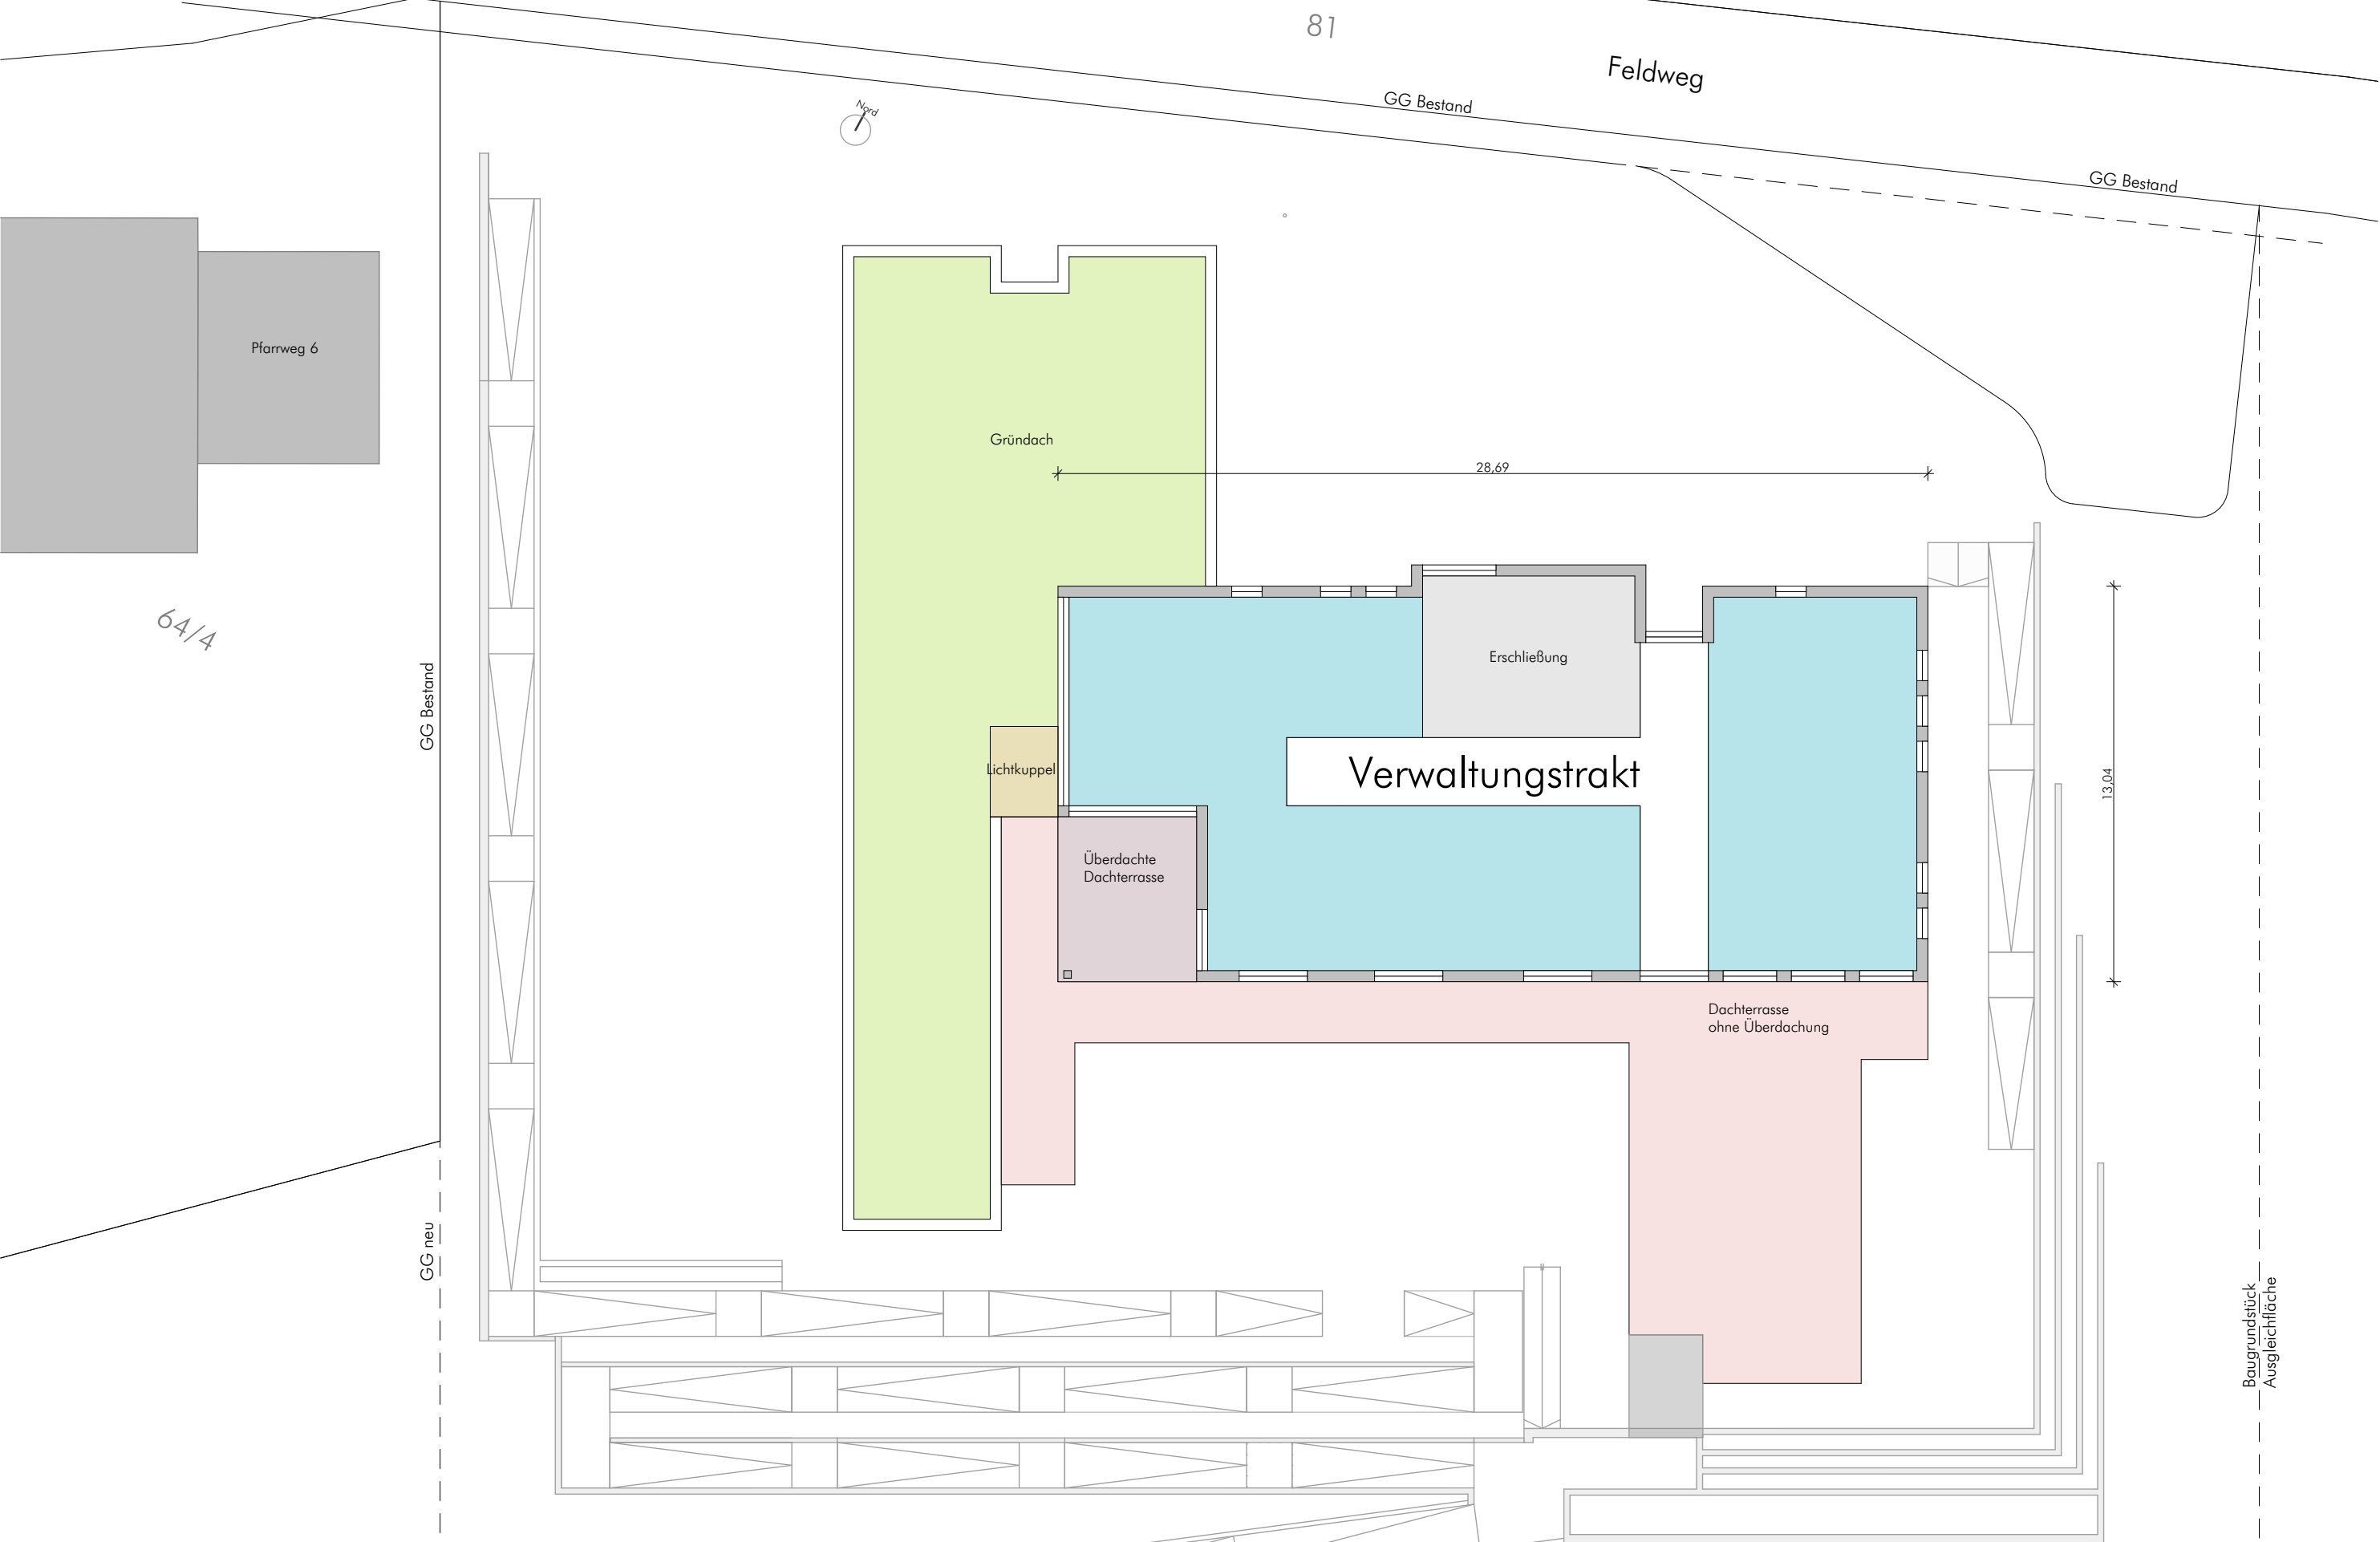 81
Feldweg
GG Bestand
Nord
GG Bestand
Pfarrweg 6
Gründach
28,69
64/4
Erschließung
GG Bestand
Lichtkuppel
Verwaltungstrakt
13,04
Überdachte
Dachterrasse
Dachterrasse
ohne Überdachung
GG neu
Baugrundstück
Ausgleichfläche